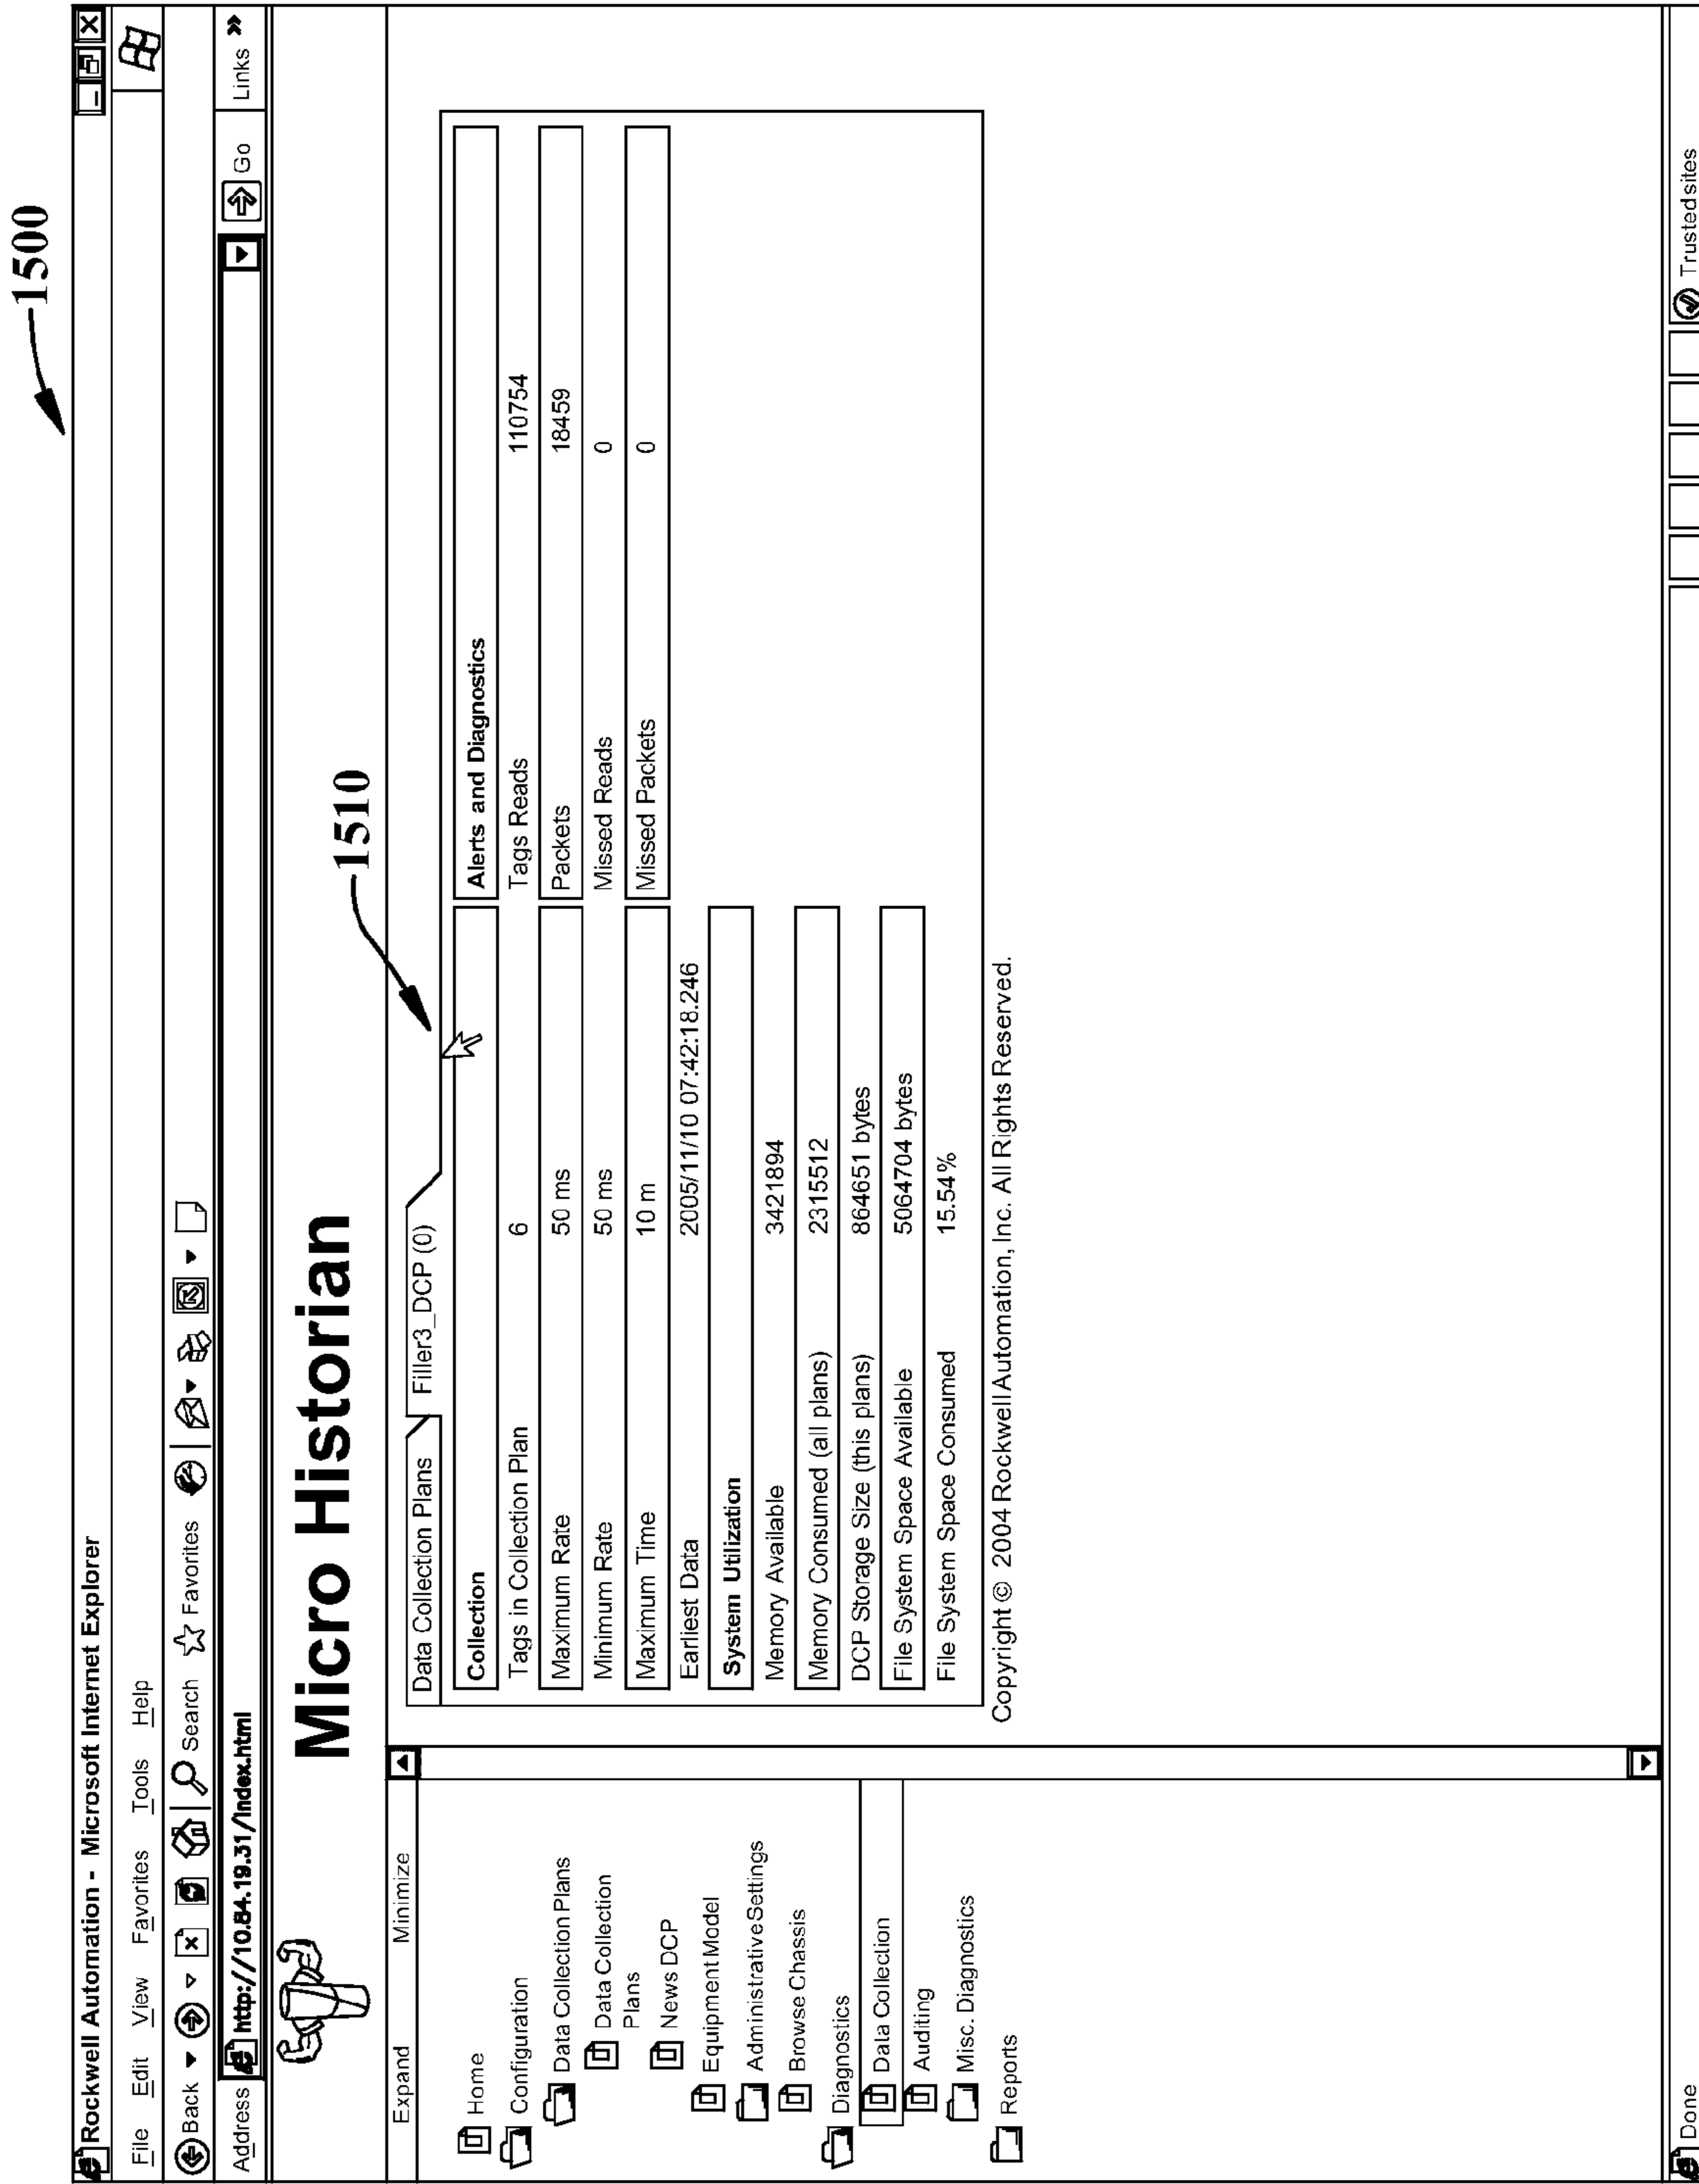 1500
Rockwell Automation - Microsoft Internet Explorer
File Edit View Favorites Tools Help
Back Search Favorites
Address http://10.84.19.31/index.html Go Links »
Micro Historian
1510
Expand Minimize
Home
Configuration
Data Collection Plans
Data Collection
Plans
News DCP
Equipment Model
Administrative Settings
Browse Chassis
Diagnostics
Data Collection
Auditing
Misc. Diagnostics
Reports
Data Collection Plans Filler3_DCP (0)
Collection
Tags in Collection Plan 6
Maximum Rate 50 ms
Minimum Rate 50 ms
Maximum Time 10 m
Earliest Data 2005/11/10 07:42:18.246
System Utilization
Memory Available 3421894
Memory Consumed (all plans) 2315512
DCP Storage Size (this plans) 864651 bytes
File System Space Available 5064704 bytes
File System Space Consumed 15.54%
Alerts and Diagnostics
Tags Reads 110754
Packets 18459
Missed Reads 0
Missed Packets 0
Copyright © 2004 Rockwell Automation, Inc. All Rights Reserved.
Done Trusted sites